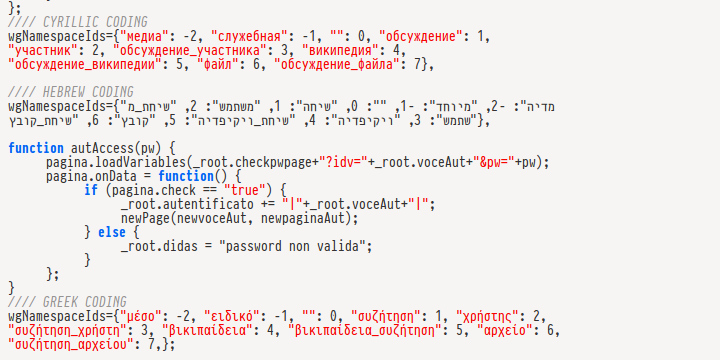 };
//// CYRILLIC CODING
wgNamespaceIds={"медиа": -2, "служебная": -1, "": 0, "обсуждение": 1,
"участник": 2, "обсуждение_участника": 3, "википедия": 4,
"обсуждение_википедии": 5, "файл": 6, "обсуждение_файла": 7},
//// HEBREW CODING
wgNamespaceIds={"מדיה": -2, "מיוחד": -1, "": 0, "שיחה": 1, "משתמש": 2, "שיחת_מ
שתמש": 3, "ויקיפדיה": 4, "שיחת_ויקיפדיה": 5, "קובץ": 6, "שיחת_קובץ"},
function autAccess(pw) {
pagina.loadVariables(_root.checkpwpage+"?idv="+_root.voceAut+"&pw="+pw);
pagina.onData = function() {
if (pagina.check == "true") {
_root.autentificato += "|"+_root.voceAut+"|";
newPage(newvoceAut, newpaginaAut);
} else {
_root.didas = "password non valida";
}
};
}
//// GREEK CODING
wgNamespaceIds={"μέσο": -2, "ειδικό": -1, "": 0, "συζήτηση": 1, "χρήστης": 2,
"συζήτηση_χρήστη": 3, "βικιπαίδεια": 4, "βικιπαίδεια_συζήτηση": 5, "αρχείο": 6,
"συζήτηση_αρχείου": 7,};